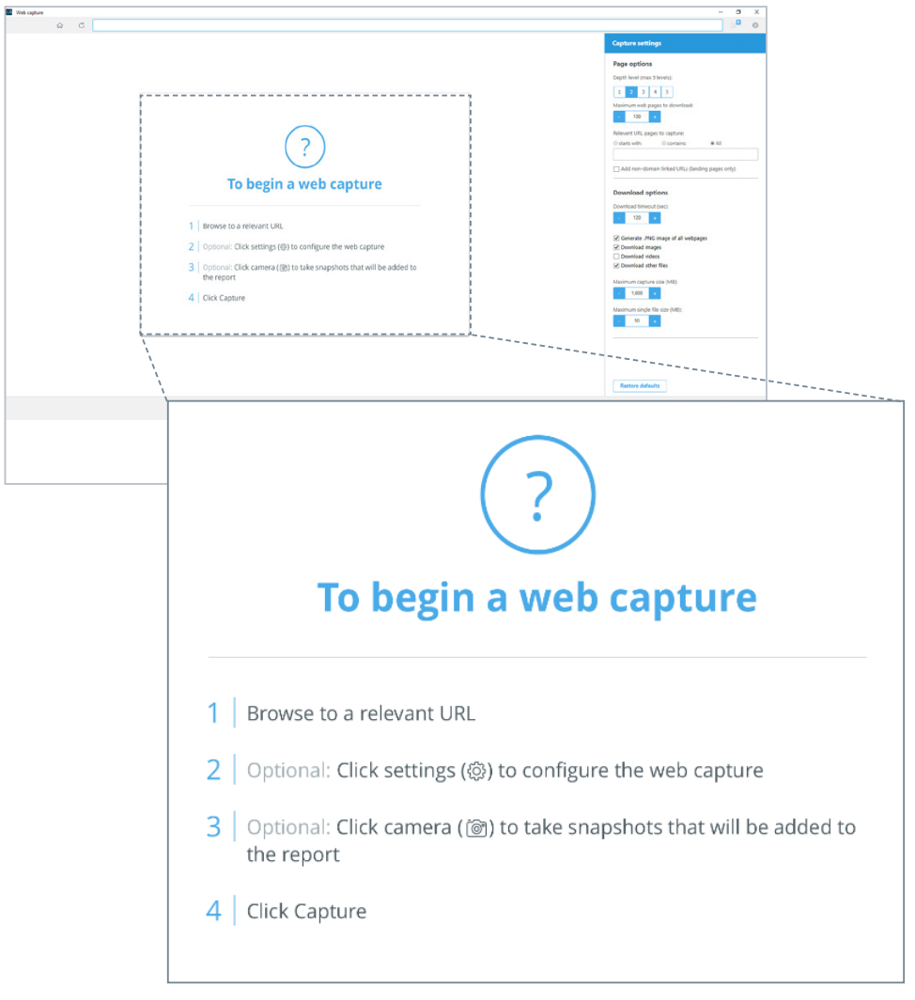 Web capture
Capture settings
Page options
Depth level (max 5 levels):
1 2 3 4 5
Maximum web pages to download:
- 100 +
Relevant URL pages to capture:
starts with: contains: All
Add non-domain linked URLs (landing pages only)
Download options
Download timeout (sec):
- 120 +
Generate .PNG image of all webpages
Download images
Download videos
Download other files
Maximum capture size (MB):
- 1,000 +
Maximum single file size (MB):
- 50 +
Restore defaults
?
To begin a web capture
1 Browse to a relevant URL
2 Optional: Click settings () to configure the web capture
3 Optional: Click camera () to take snapshots that will be added to
the report
4 Click Capture
?
To begin a web capture
1 Browse to a relevant URL
2 Optional: Click settings () to configure the web capture
3 Optional: Click camera () to take snapshots that will be added to
the report
4 Click Capture